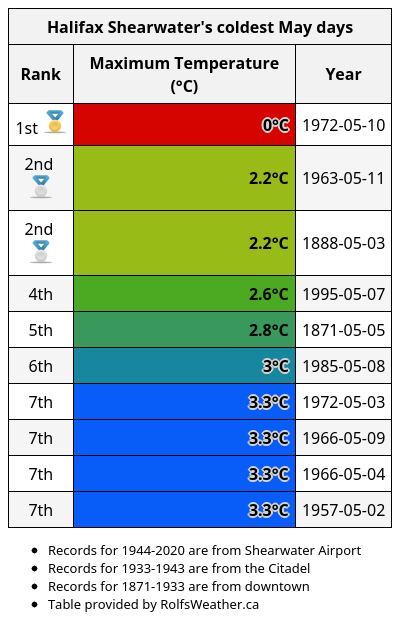 Halifax Shearwater's coldest May days
Rank Maximum Temperature (°C) Year
1st 0°C 1972-05-10
2nd 2.2°C 1963-05-11
2nd 2.2°C 1888-05-03
4th 2.6°C 1995-05-07
5th 2.8°C 1871-05-05
6th 3°C 1985-05-08
7th 3.3°C 1972-05-03
7th 3.3°C 1966-05-09
7th 3.3°C 1966-05-04
7th 3.3°C 1957-05-02
Records for 1944-2020 are from Shearwater Airport
Records for 1933-1943 are from the Citadel
Records for 1871-1933 are from downtown
Table provided by RolfsWeather.ca